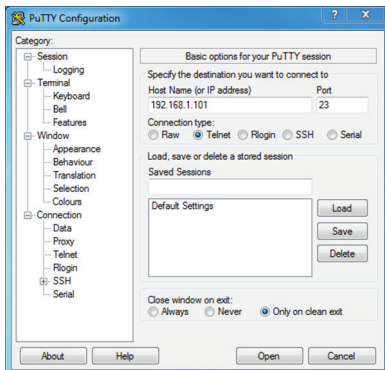 PuTTY Configuration
Category:
Session
Logging
Terminal
Keyboard
Bell
Features
Window
Appearance
Behaviour
Translation
Selection
Colours
Connection
Data
Proxy
Telnet
Rlogin
SSH
Serial
Basic options for your PuTTY session
Specify the destination you want to connect to
Host Name (or IP address) Port
192.168.1.101 23
Connection type:
Raw Telnet Rlogin SSH Serial
Load, save or delete a stored session
Saved Sessions
Default Settings
Load
Save
Delete
Close window on exit:
Always Never Only on clean exit
About Help Open Cancel